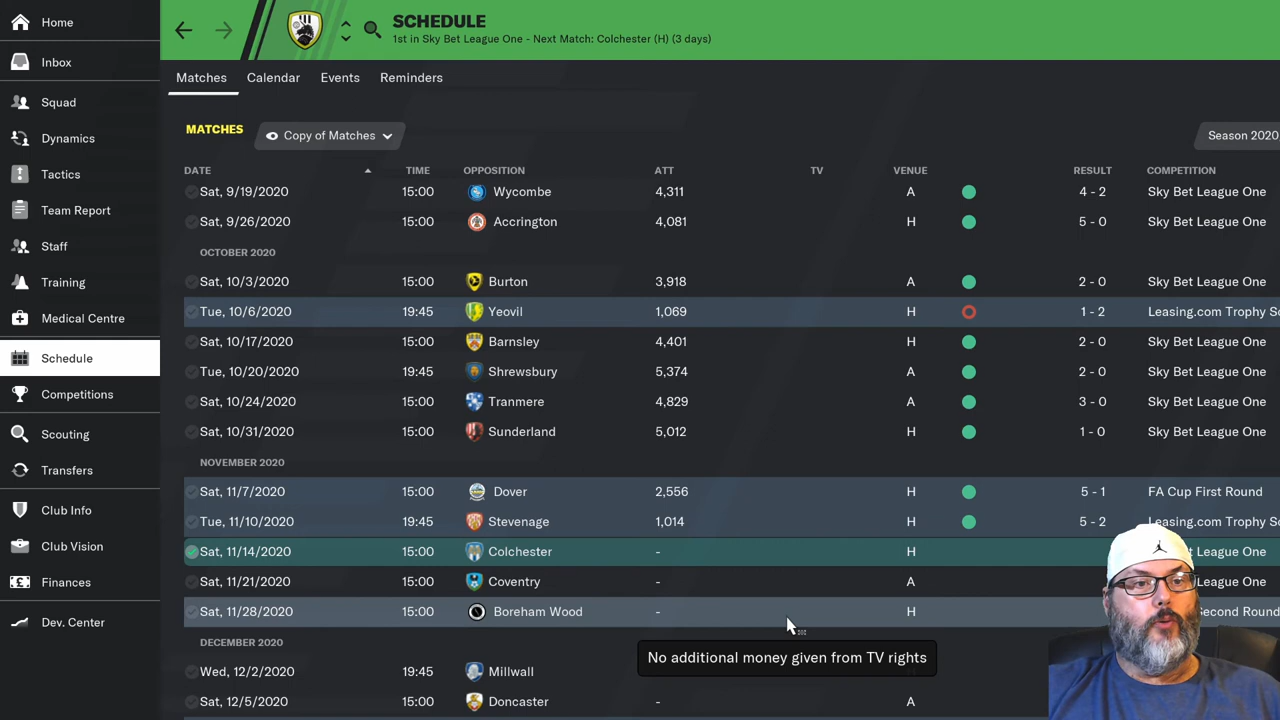 Home
Inbox
Squad
Dynamics
Tactics
Team Report
Staff
Training
Medical Centre
Schedule
Competitions
Scouting
Transfers
Club Info
Club Vision
Finances
Dev. Center
SCHEDULE
1st in Sky Bet League One - Next Match: Colchester (H) (3 days)
Matches Calendar Events Reminders
MATCHES Copy of Matches Season 2020
DATE TIME OPPOSITION ATT TV VENUE RESULT COMPETITION
Sat, 9/19/2020 15:00 Wycombe 4,311 A 4 - 2 Sky Bet League One
Sat, 9/26/2020 15:00 Accrington 4,081 H 5 - 0 Sky Bet League One
OCTOBER 2020
Sat, 10/3/2020 15:00 Burton 3,918 A 2 - 0 Sky Bet League One
Tue, 10/6/2020 19:45 Yeovil 1,069 H 1 - 2 Leasing.com Trophy So
Sat, 10/17/2020 15:00 Barnsley 4,401 H 2 - 0 Sky Bet League One
Tue, 10/20/2020 19:45 Shrewsbury 5,374 A 2 - 0 Sky Bet League One
Sat, 10/24/2020 15:00 Tranmere 4,829 A 3 - 0 Sky Bet League One
Sat, 10/31/2020 15:00 Sunderland 5,012 H 1 - 0 Sky Bet League One
NOVEMBER 2020
Sat, 11/7/2020 15:00 Dover 2,556 H 5 - 1 FA Cup First Round
Tue, 11/10/2020 19:45 Stevenage 1,014 H 5 - 2 Leasing.com Trophy So
Sat, 11/14/2020 15:00 Colchester - H League One
Sat, 11/21/2020 15:00 Coventry - A League One
Sat, 11/28/2020 15:00 Boreham Wood - H Second Round
DECEMBER 2020
No additional money given from TV rights
Wed, 12/2/2020 19:45 Millwall
Sat, 12/5/2020 15:00 Doncaster - A